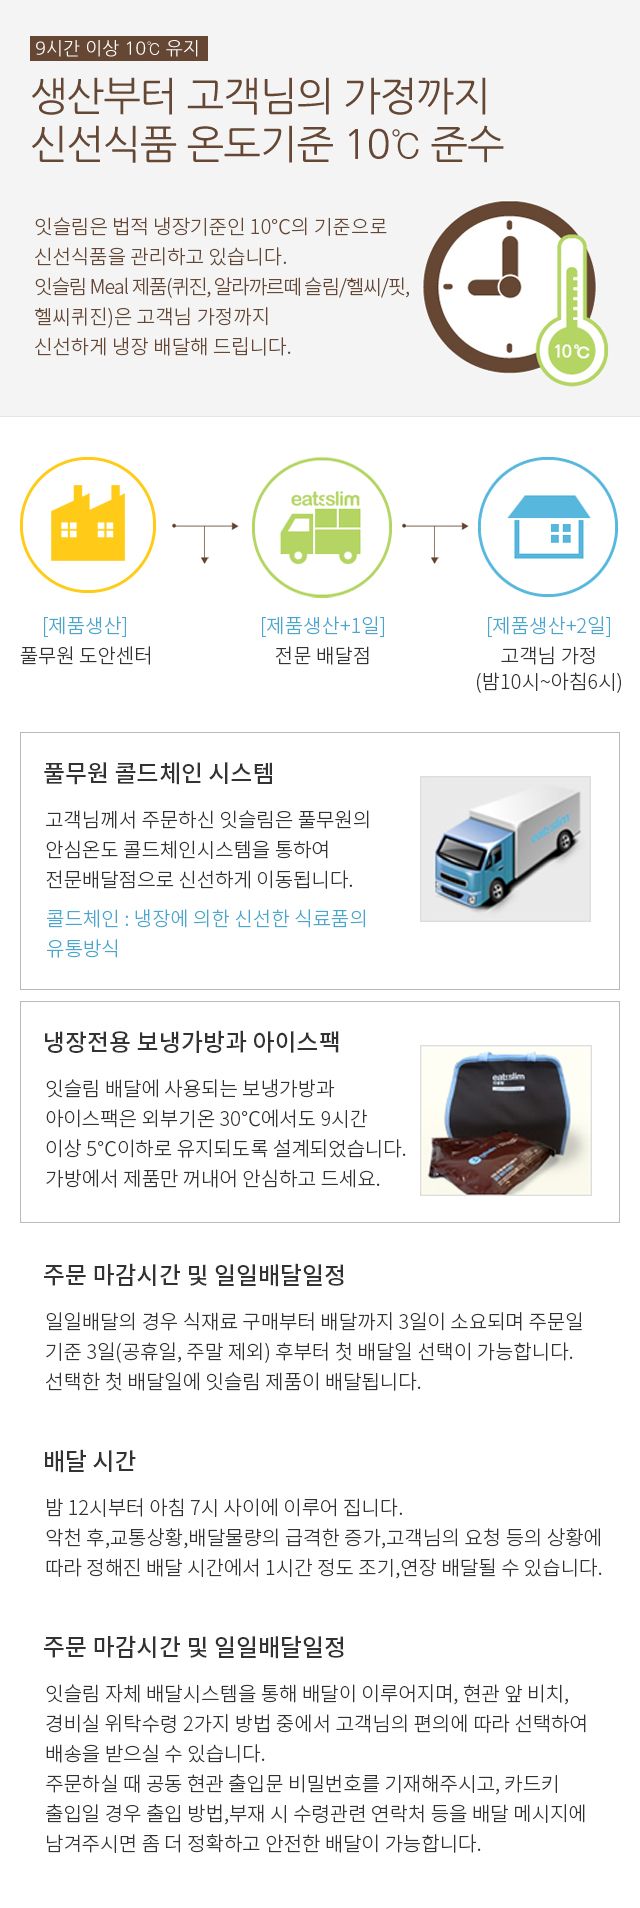 9시간 이상 10℃ 유지
생산부터 고객님의 가정까지
신선식품 온도기준 10℃ 준수
잇슬림은 법적 냉장기준인 10°C의 기준으로
신선식품을 관리하고 있습니다.
잇슬림 Meal 제품(퀴진, 알라까르떼 슬림/헬씨/핏,
헬씨퀴진)은 고객님 가정까지
신선하게 냉장 배달해 드립니다.
10℃
eatsslim
[제품생산]
풀무원 도안센터
[제품생산+1일]
전문 배달점
[제품생산+2일]
고객님 가정
(밤10시~아침6시)
풀무원 콜드체인 시스템
고객님께서 주문하신 잇슬림은 풀무원의
안심온도 콜드체인시스템을 통하여
전문배달점으로 신선하게 이동됩니다.
콜드체인 : 냉장에 의한 신선한 식료품의
유통방식
eatsslim
냉장전용 보냉가방과 아이스팩
잇슬림 배달에 사용되는 보냉가방과
아이스팩은 외부기온 30°C에서도 9시간
이상 5°C이하로 유지되도록 설계되었습니다.
가방에서 제품만 꺼내어 안심하고 드세요.
eatsslim
주문 마감시간 및 일일배달일정
일일배달의 경우 식재료 구매부터 배달까지 3일이 소요되며 주문일
기준 3일(공휴일, 주말 제외) 후부터 첫 배달일 선택이 가능합니다.
선택한 첫 배달일에 잇슬림 제품이 배달됩니다.
배달 시간
밤 12시부터 아침 7시 사이에 이루어 집니다.
악천 후,교통상황,배달물량의 급격한 증가,고객님의 요청 등의 상황에
따라 정해진 배달 시간에서 1시간 정도 조기,연장 배달될 수 있습니다.
주문 마감시간 및 일일배달일정
잇슬림 자체 배달시스템을 통해 배달이 이루어지며, 현관 앞 비치,
경비실 위탁수령 2가지 방법 중에서 고객님의 편의에 따라 선택하여
배송을 받으실 수 있습니다.
주문하실 때 공동 현관 출입문 비밀번호를 기재해주시고, 카드키
출입일 경우 출입 방법,부재 시 수령관련 연락처 등을 배달 메시지에
남겨주시면 좀 더 정확하고 안전한 배달이 가능합니다.